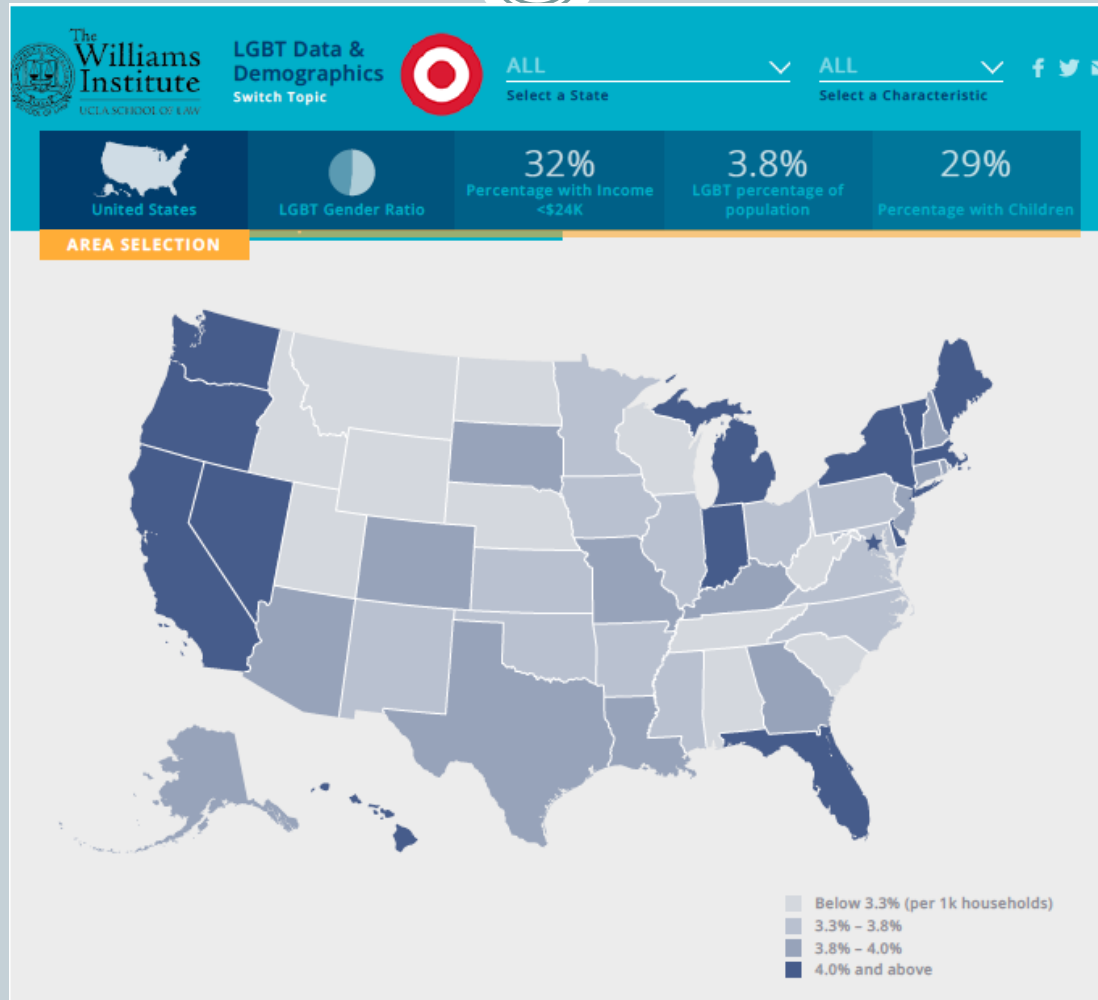 The
Williams
Institute
UCLA SCHOOL OF LAW
LGBT Data &
Demographics
Switch Topic
ALL
Select a State
ALL
Select a Characteristic
United States
LGBT Gender Ratio
32%
Percentage with Income
<$24K
3.8%
LGBT percentage of
population
29%
Percentage with Children
AREA SELECTION
Below 3.3% (per 1k households)
3.3% – 3.8%
3.8% – 4.0%
4.0% and above